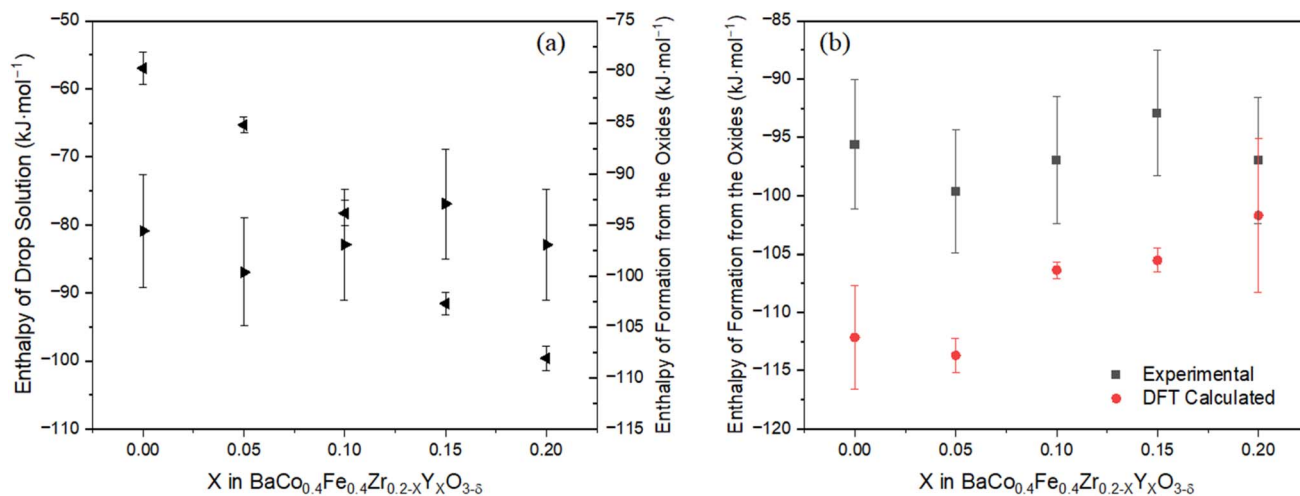 (a)
Enthalpy of Drop Solution (kJ·mol⁻¹)
−50
−60
−70
−80
−90
−100
−110
Enthalpy of Formation from the Oxides (kJ·mol⁻¹)
−75
−80
−85
−90
−95
−100
−105
−110
−115
0.00 0.05 0.10 0.15 0.20
X in BaCo₀.₄Fe₀.₄Zr₀.₂₋ₓYₓO₃₋δ
(b)
Enthalpy of Formation from the Oxides (kJ·mol⁻¹)
−90
−95
−100
−105
−110
−115
−120
Experimental
DFT Calculated
0.00 0.05 0.10 0.15 0.20
X in BaCo₀.₄Fe₀.₄Zr₀.₂₋ₓYₓO₃₋δ